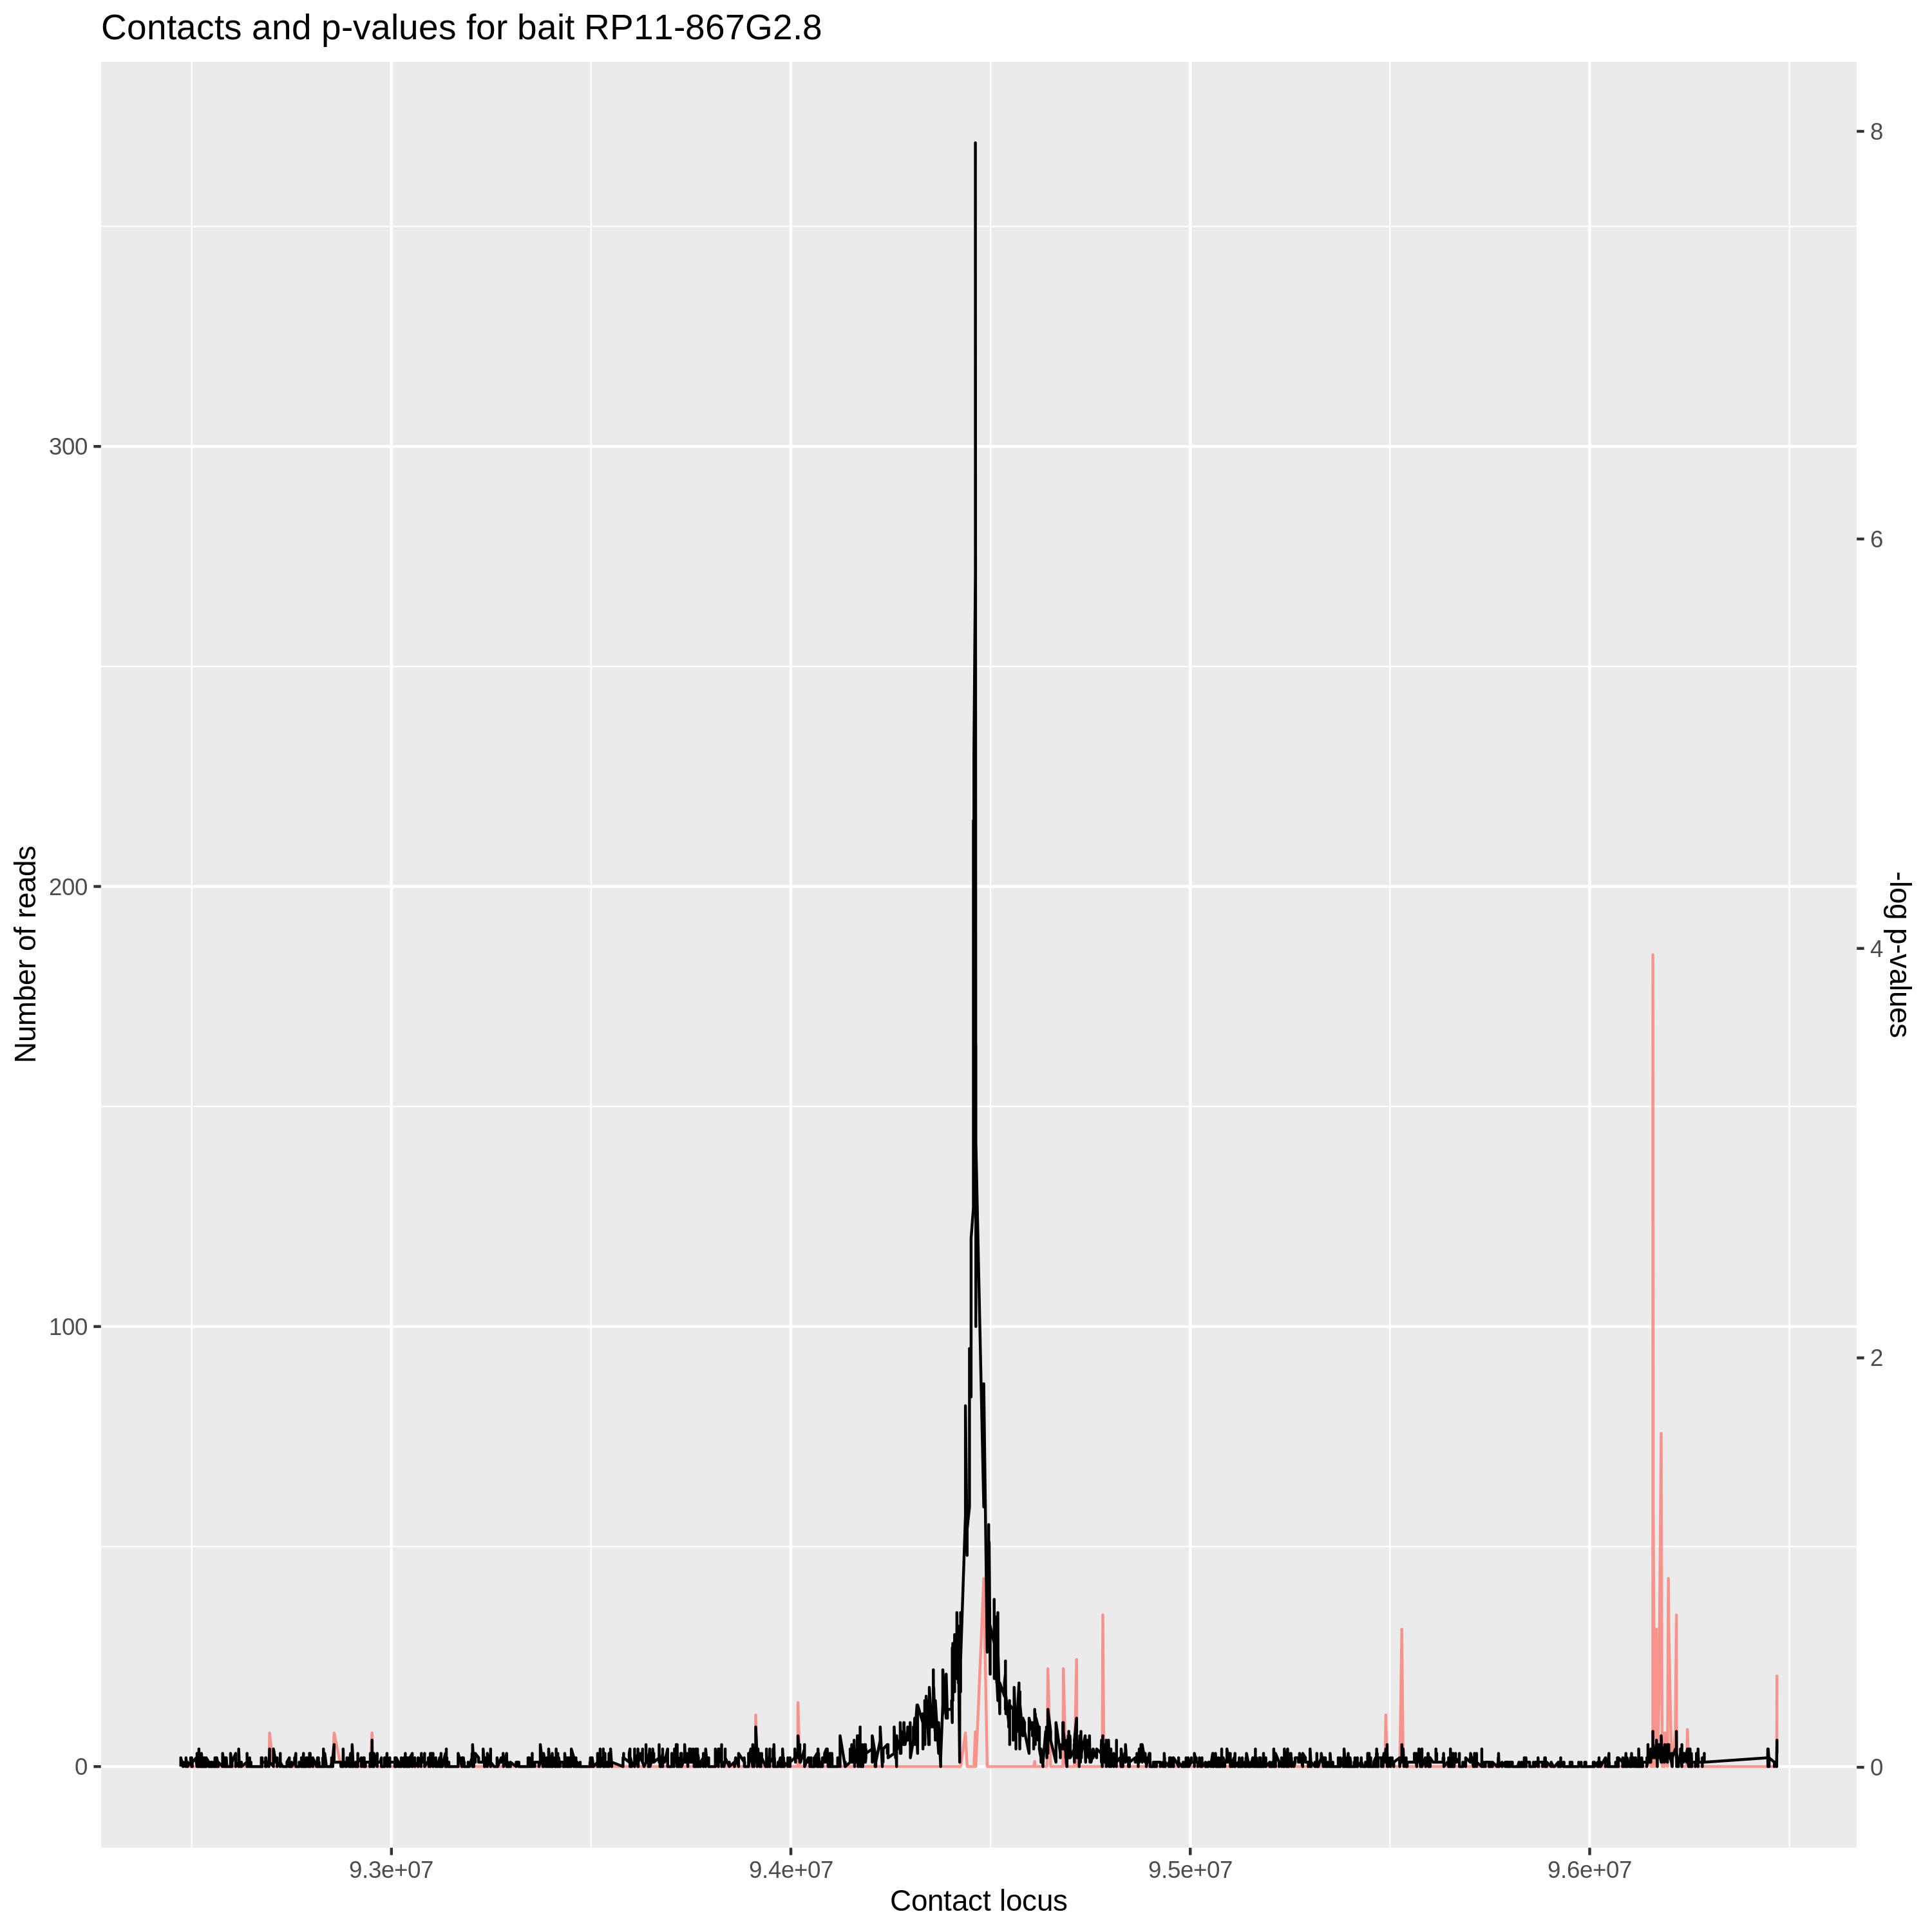 Contacts and p-values for bait RP11-867G2.8
Number of reads
300
200
100
0
8
6
4
2
0
-log p-values
9.3e+07
9.4e+07
9.5e+07
9.6e+07
Contact locus